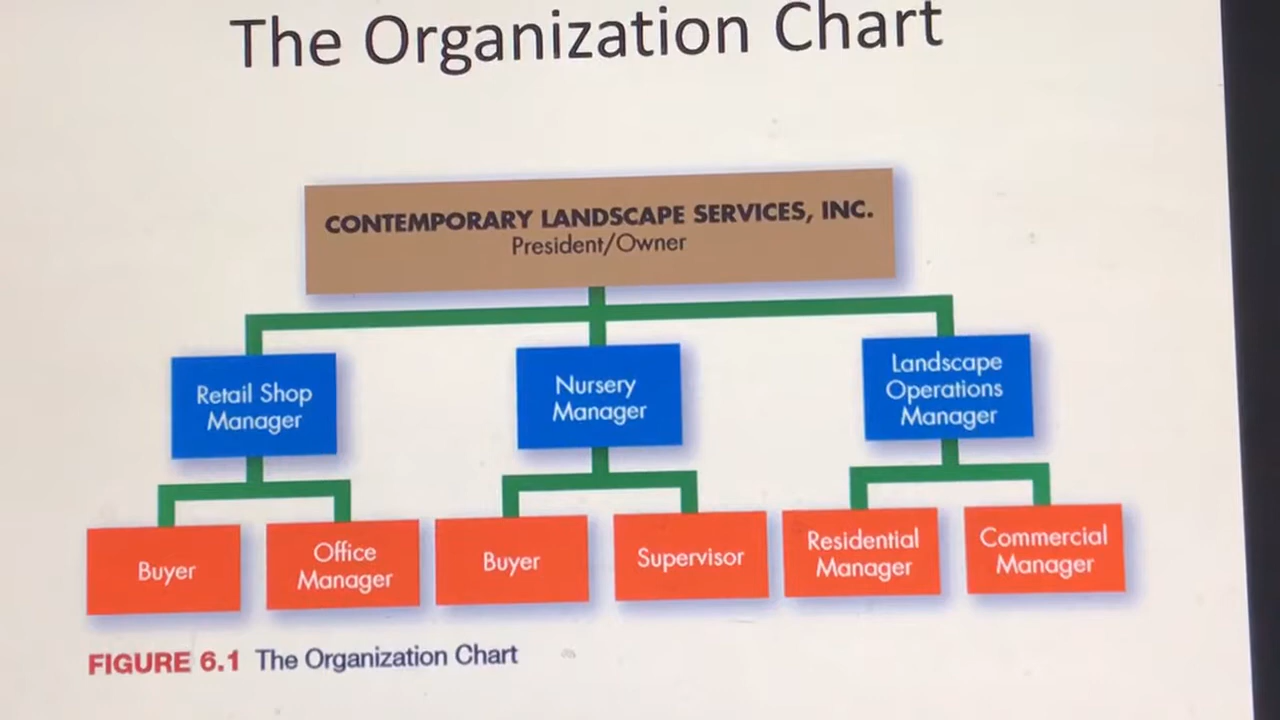 The Organization Chart
CONTEMPORARY LANDSCAPE SERVICES, INC.
President/Owner
Retail Shop
Manager
Nursery
Manager
Landscape
Operations
Manager
Buyer
Office
Manager
Buyer
Supervisor
Residential
Manager
Commercial
Manager
FIGURE 6.1 The Organization Chart